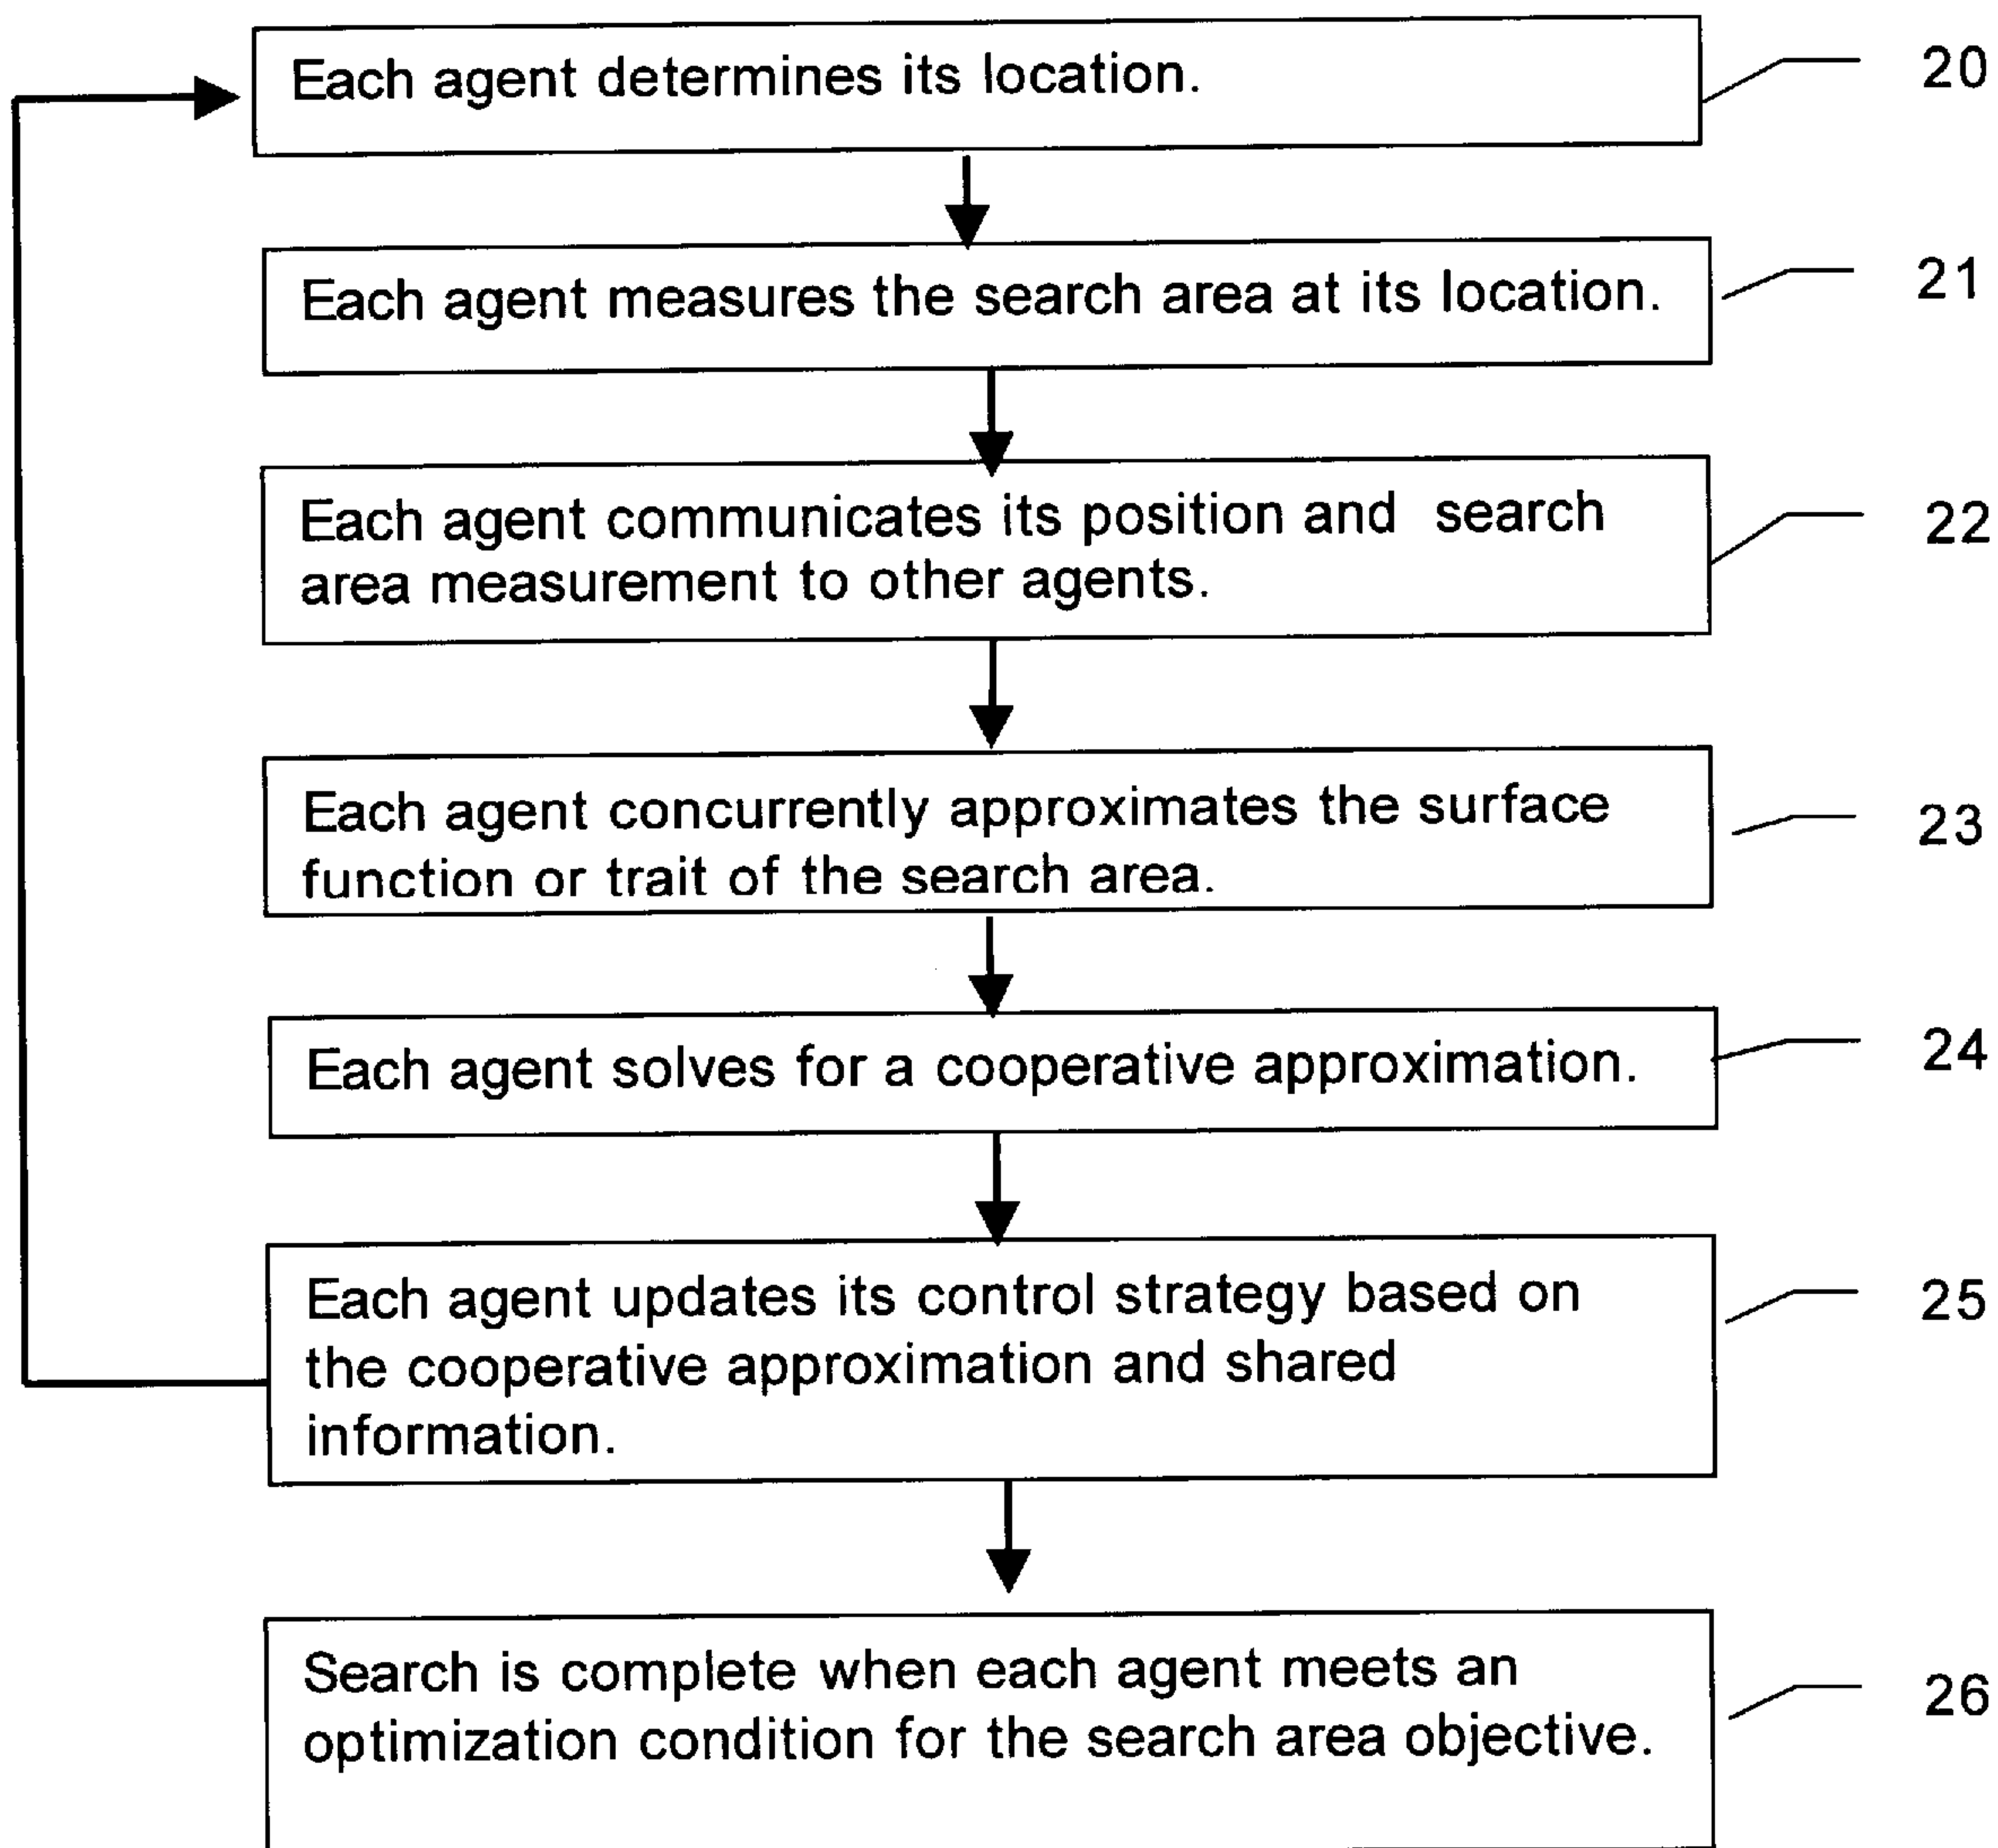 Each agent determines its location.
20
Each agent measures the search area at its location.
21
Each agent communicates its position and search
area measurement to other agents.
22
Each agent concurrently approximates the surface
function or trait of the search area.
23
Each agent solves for a cooperative approximation.
24
Each agent updates its control strategy based on
the cooperative approximation and shared
information.
25
Search is complete when each agent meets an
optimization condition for the search area objective.
26